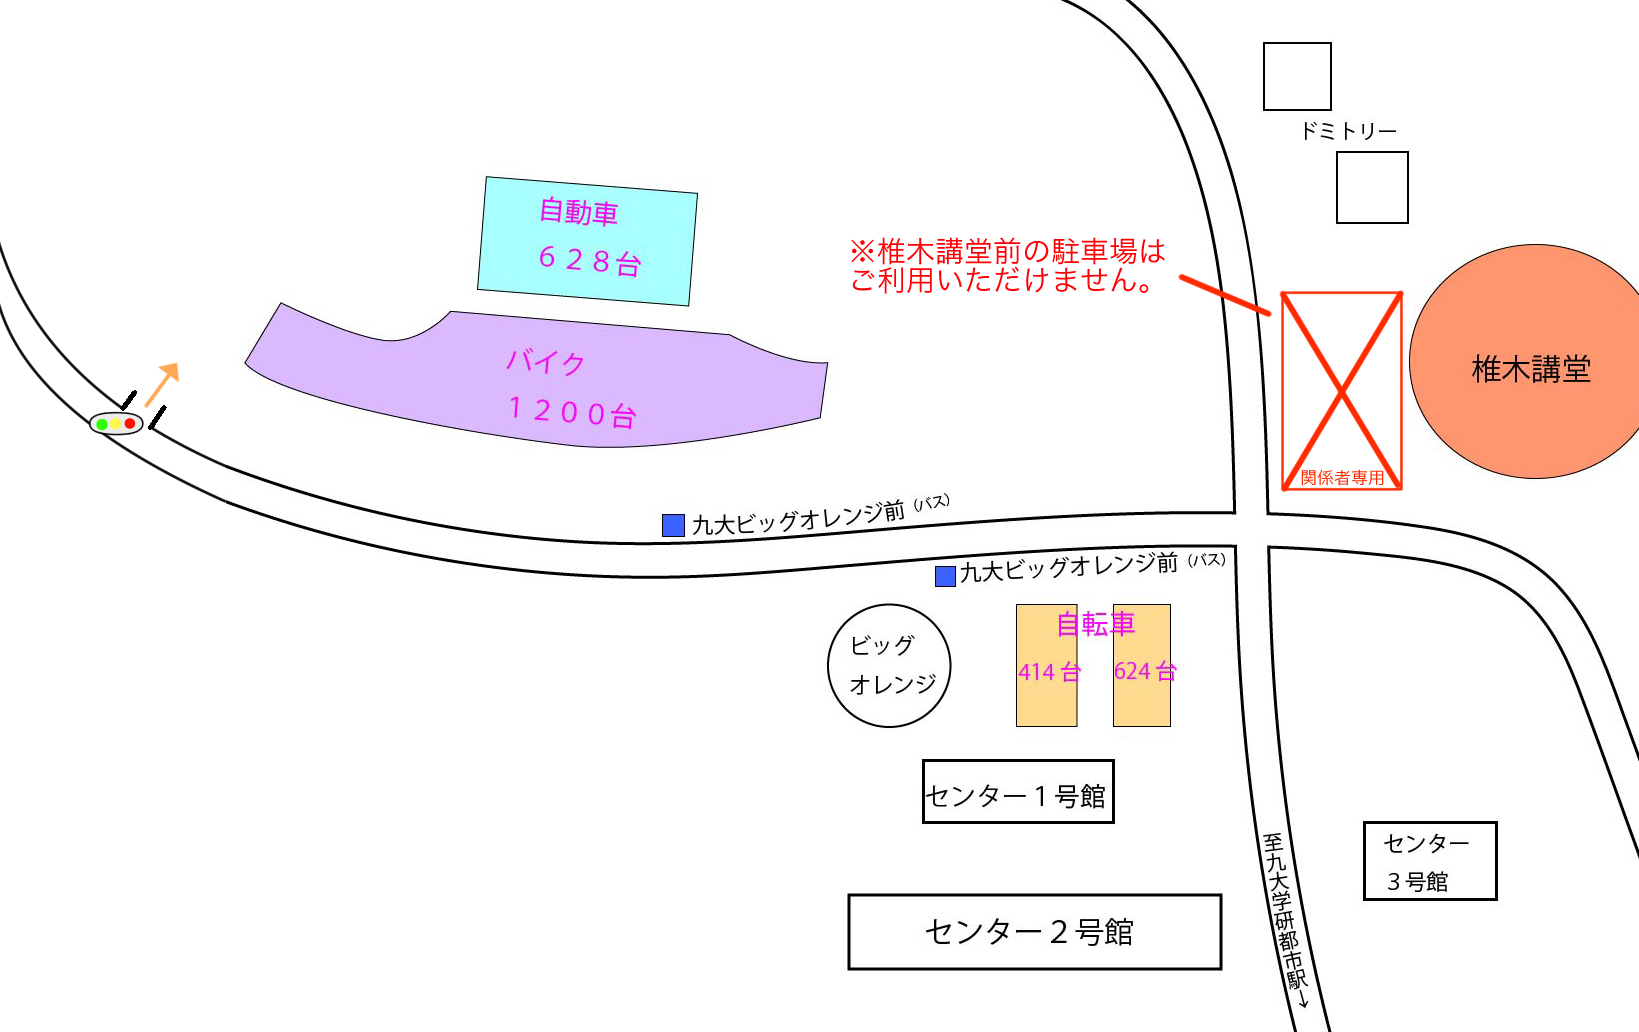 ドミトリー
自動車
６２８台
※椎木講堂前の駐車場は
ご利用いただけません。
バイク
１２００台
椎木講堂
関係者専用
九大ビッグオレンジ前（バス）
九大ビッグオレンジ前（バス）
自転車
414台
624台
ビッグ
オレンジ
センター１号館
センター
３号館
センター２号館
至九大学研都市駅→